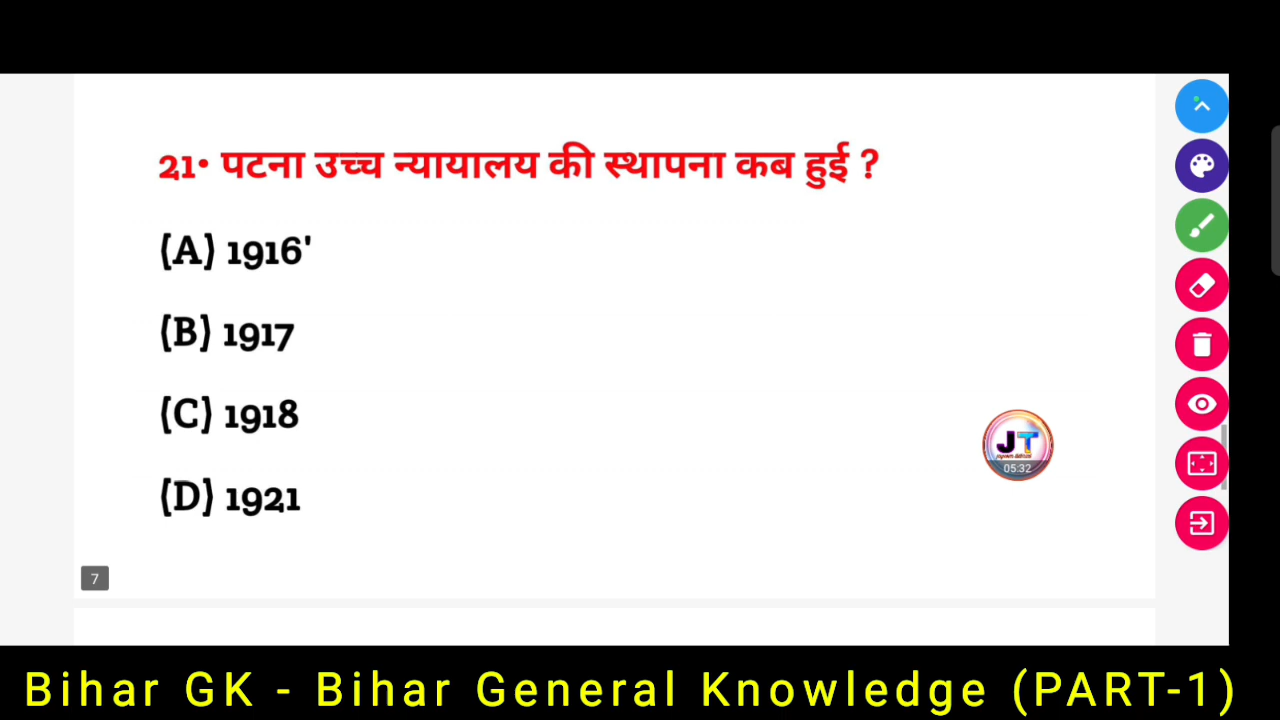 21• पटना उच्च न्यायालय की स्थापना कब हुई ?
(A) 1916'
(B) 1917
(C) 1918
(D) 1921
JT
05:32
7
Bihar GK - Bihar General Knowledge (PART-1)